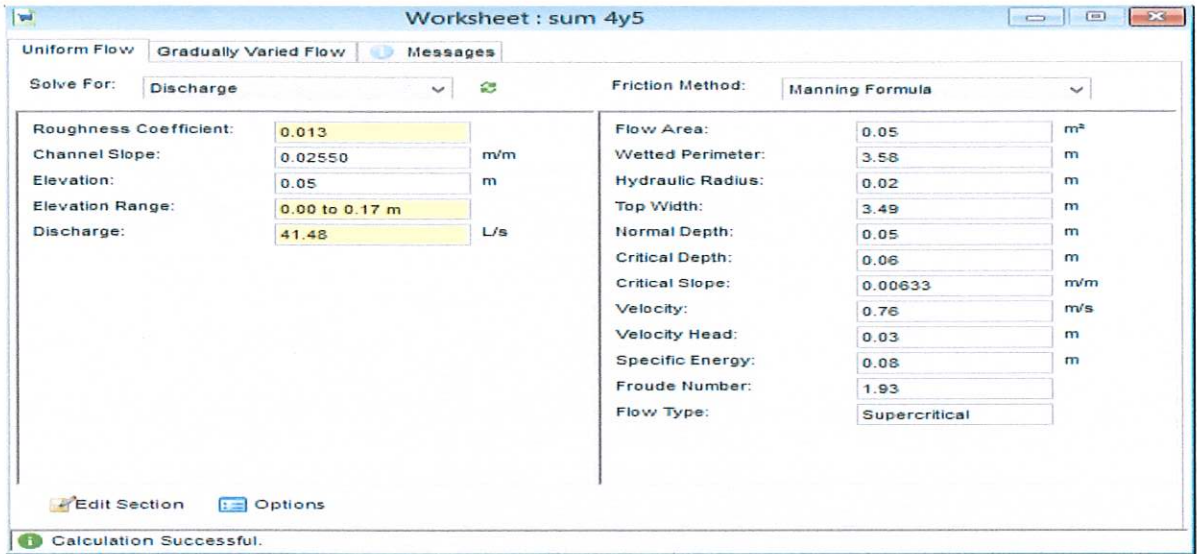 Worksheet : sum 4y5
Uniform Flow Gradually Varied Flow Messages
Solve For: Discharge Friction Method: Manning Formula
Roughness Coefficient: 0.013
Channel Slope: 0.02550 m/m
Elevation: 0.05 m
Elevation Range: 0.00 to 0.17 m
Discharge: 41.48 L/s
Flow Area: 0.05 m²
Wetted Perimeter: 3.58 m
Hydraulic Radius: 0.02 m
Top Width: 3.49 m
Normal Depth: 0.05 m
Critical Depth: 0.06 m
Critical Slope: 0.00633 m/m
Velocity: 0.76 m/s
Velocity Head: 0.03 m
Specific Energy: 0.08 m
Froude Number: 1.93
Flow Type: Supercritical
Edit Section Options
Calculation Successful.